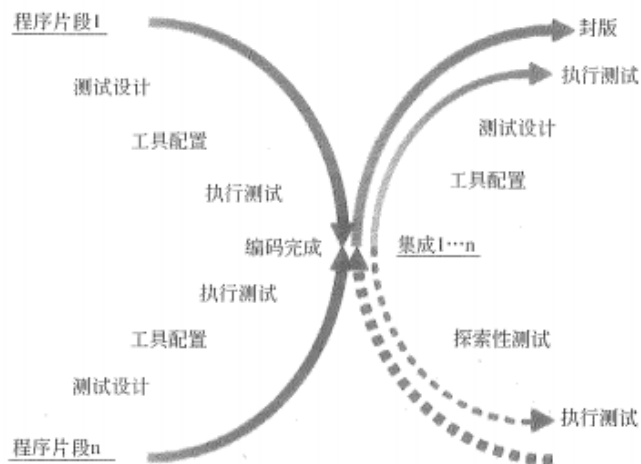 程序片段1
封版
执行测试
测试设计
测试设计
工具配置
工具配置
执行测试
编码完成
集成1…n
执行测试
工具配置
探索性测试
测试设计
执行测试
程序片段n